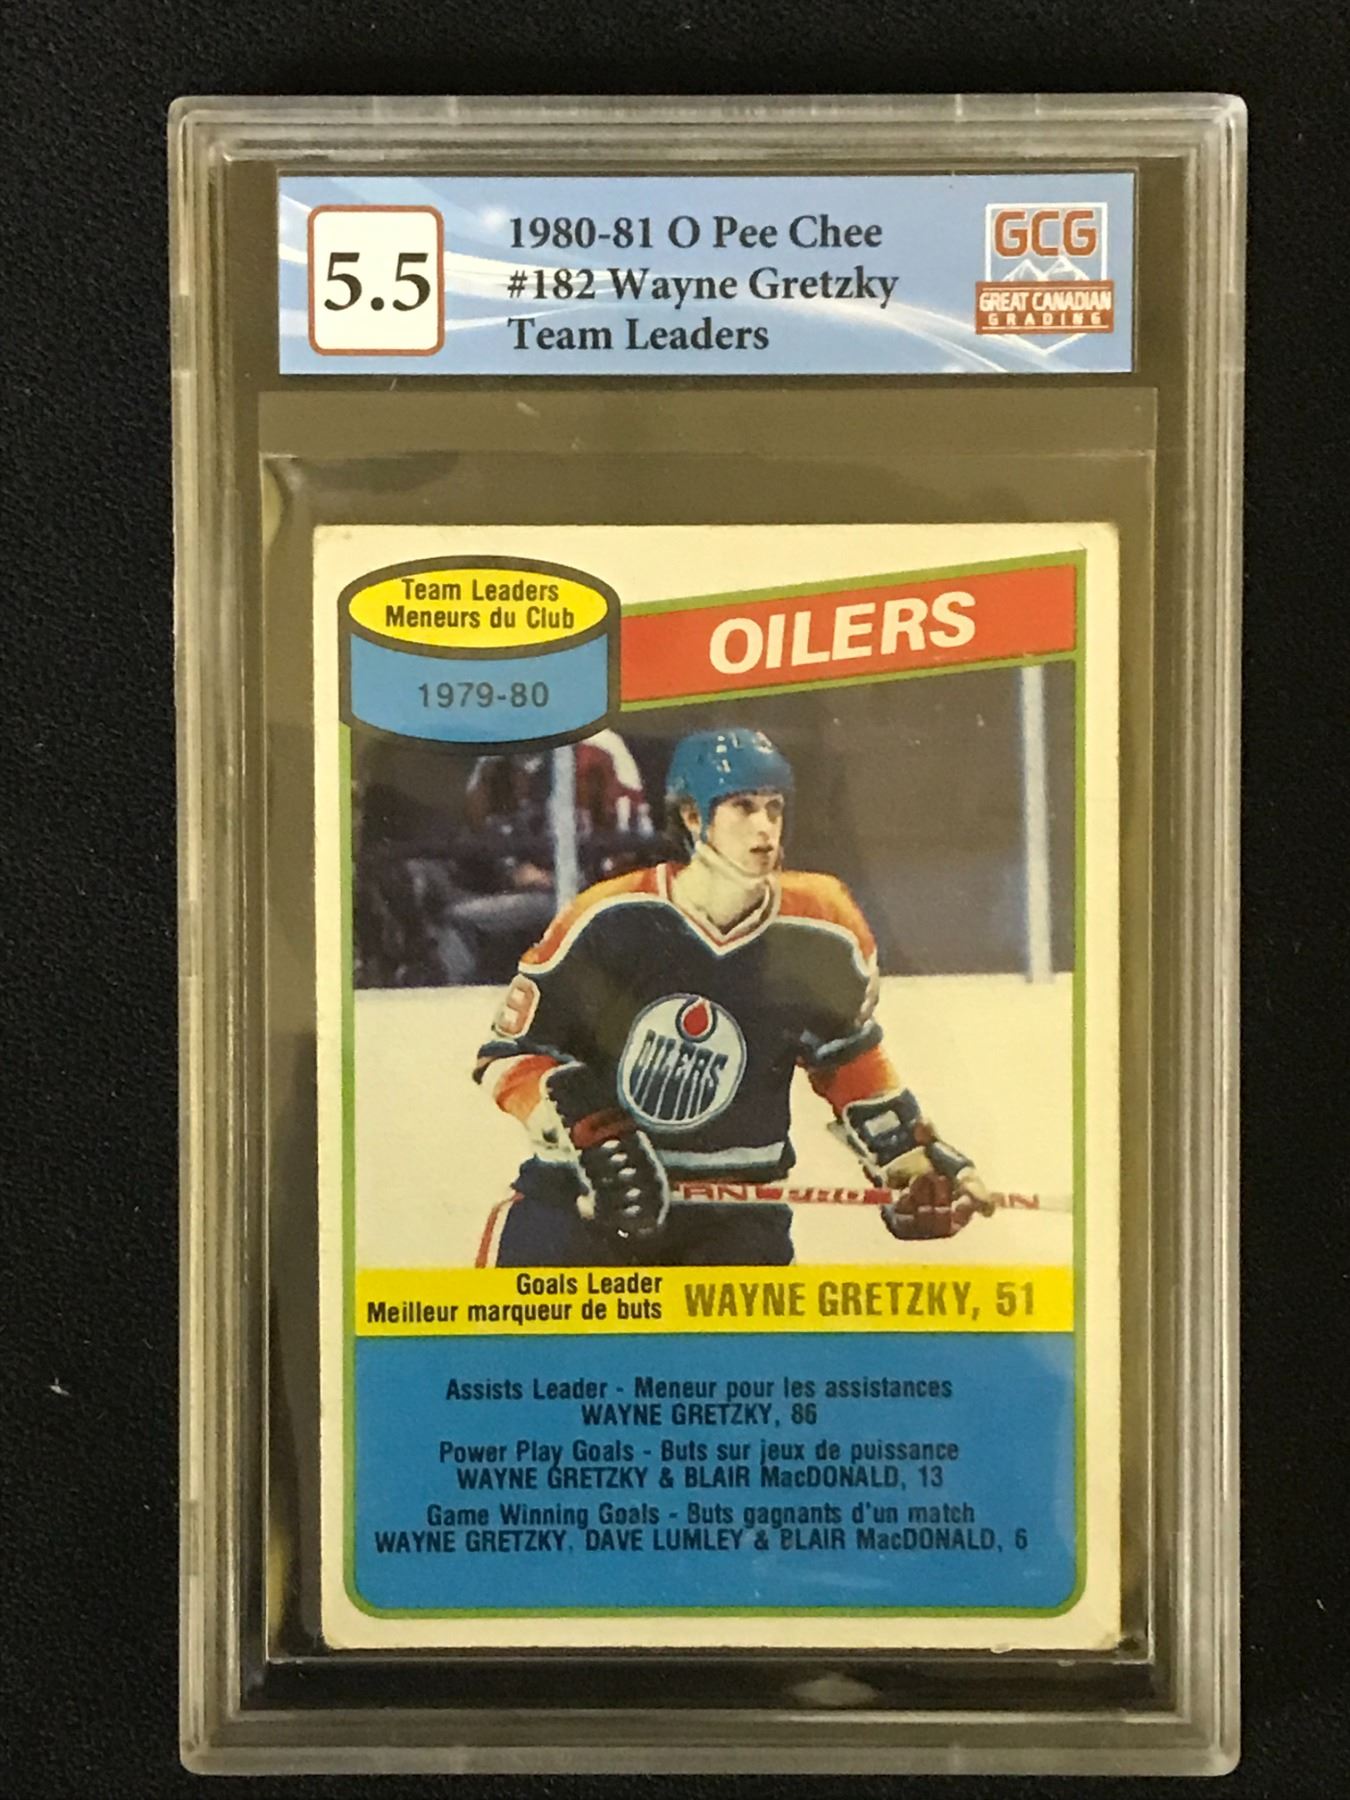 5.5
1980-81 O Pee Chee
#182 Wayne Gretzky
Team Leaders
GCG
GREAT CANADIAN
GRADING
Team Leaders
Meneurs du Club
1979-80
OILERS
9
OILERS
Goals Leader
Meilleur marqueur de buts
WAYNE GRETZKY, 51
Assists Leader - Meneur pour les assistances
WAYNE GRETZKY, 86
Power Play Goals - Buts sur jeux de puissance
WAYNE GRETZKY & BLAIR MacDONALD, 13
Game Winning Goals - Buts gagnants d'un match
WAYNE GRETZKY, DAVE LUMLEY & BLAIR MacDONALD, 6